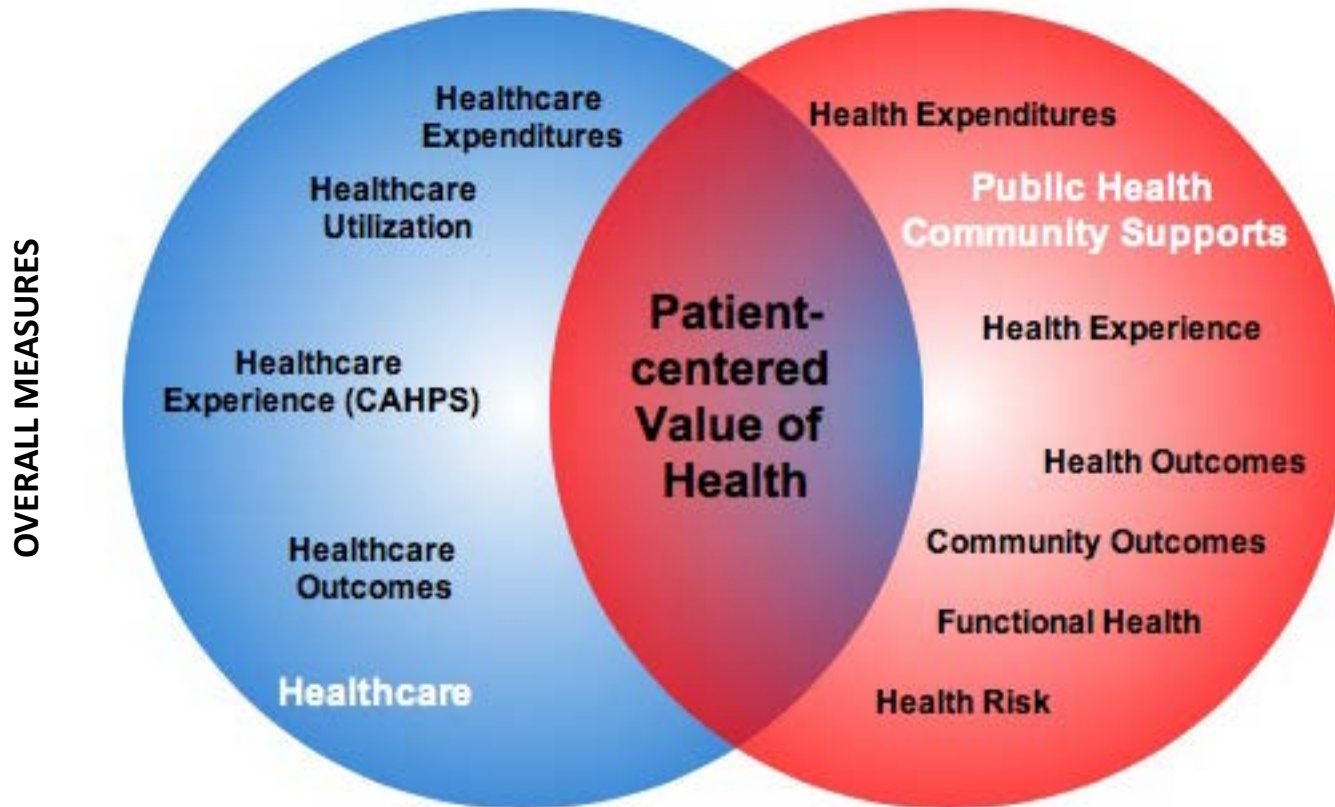 OVERALL MEASURES
Healthcare
Expenditures
Healthcare
Utilization
Healthcare
Experience (CAHPS)
Healthcare
Outcomes
Healthcare
Patient-
centered
Value of
Health
Health Expenditures
Public Health
Community Supports
Health Experience
Health Outcomes
Community Outcomes
Functional Health
Health Risk